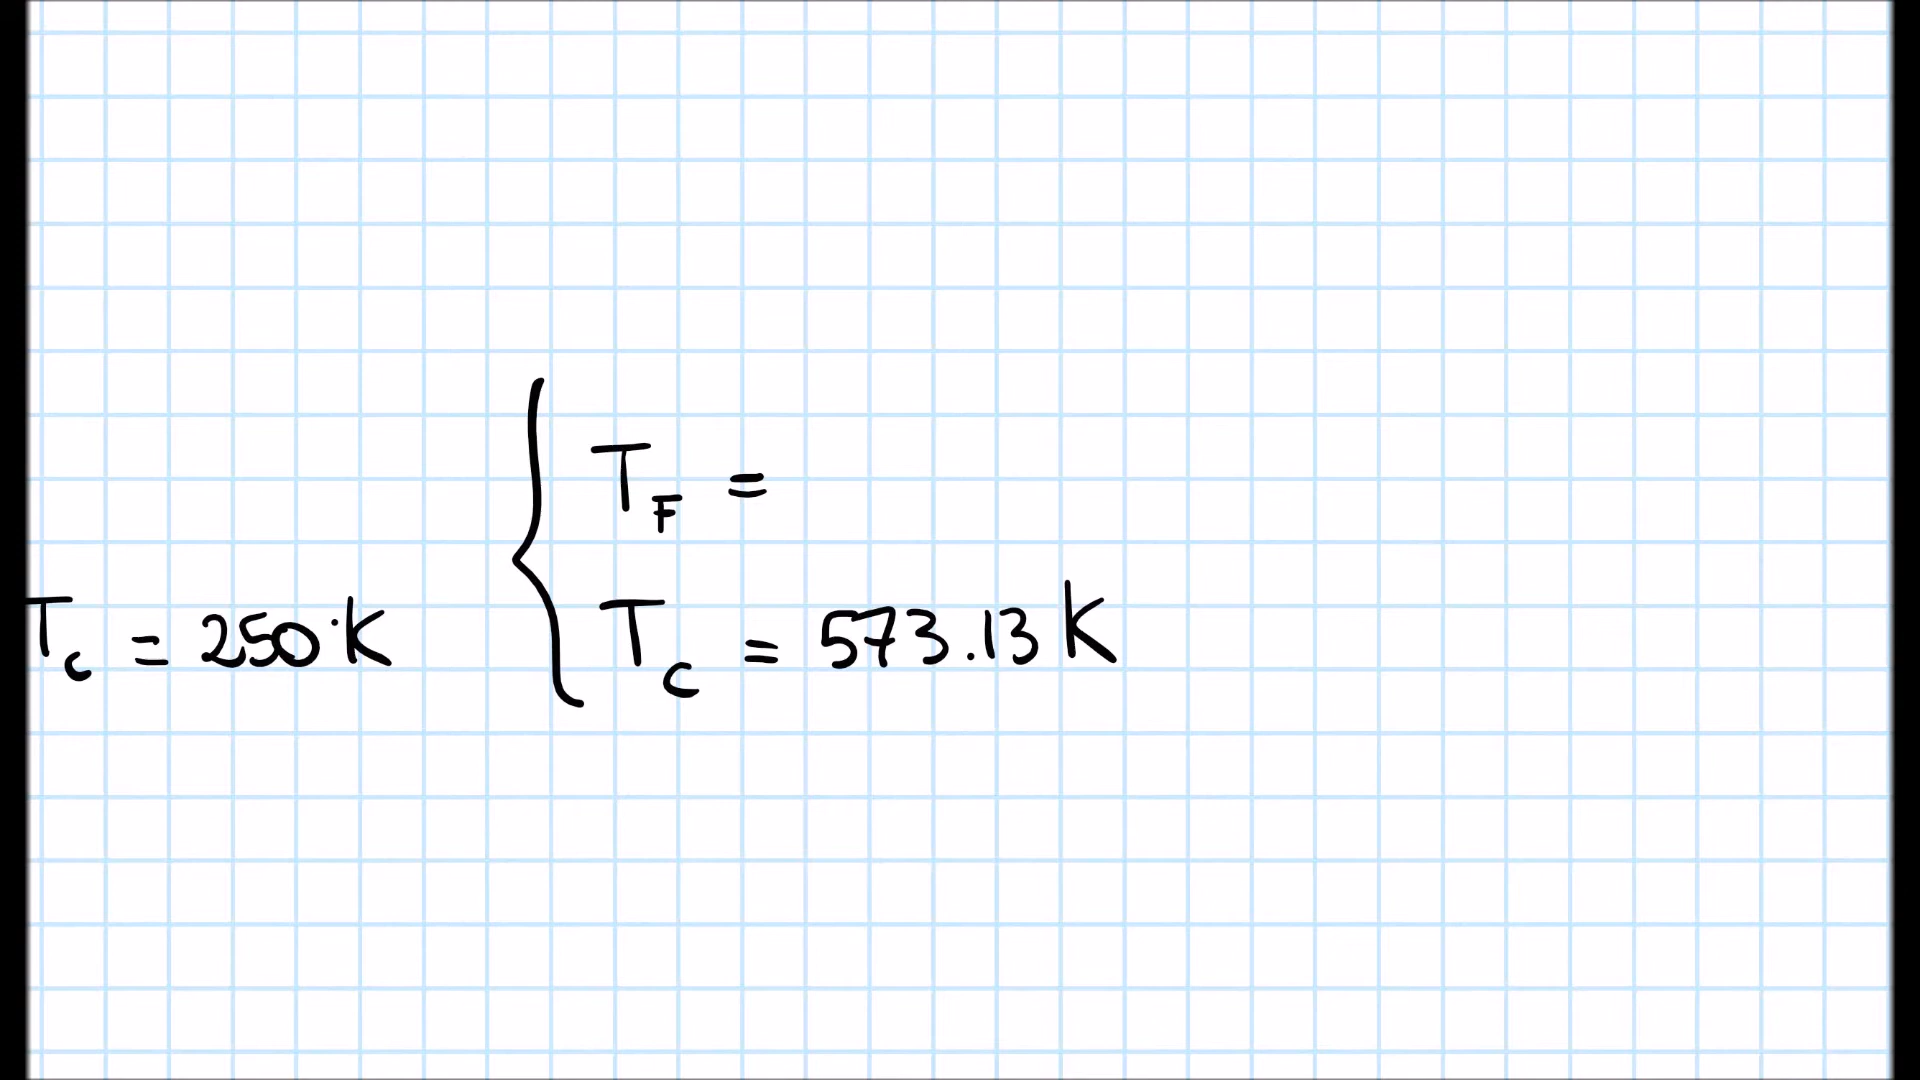 T_F =
T_c = 250 K { T_C = 573.13 K